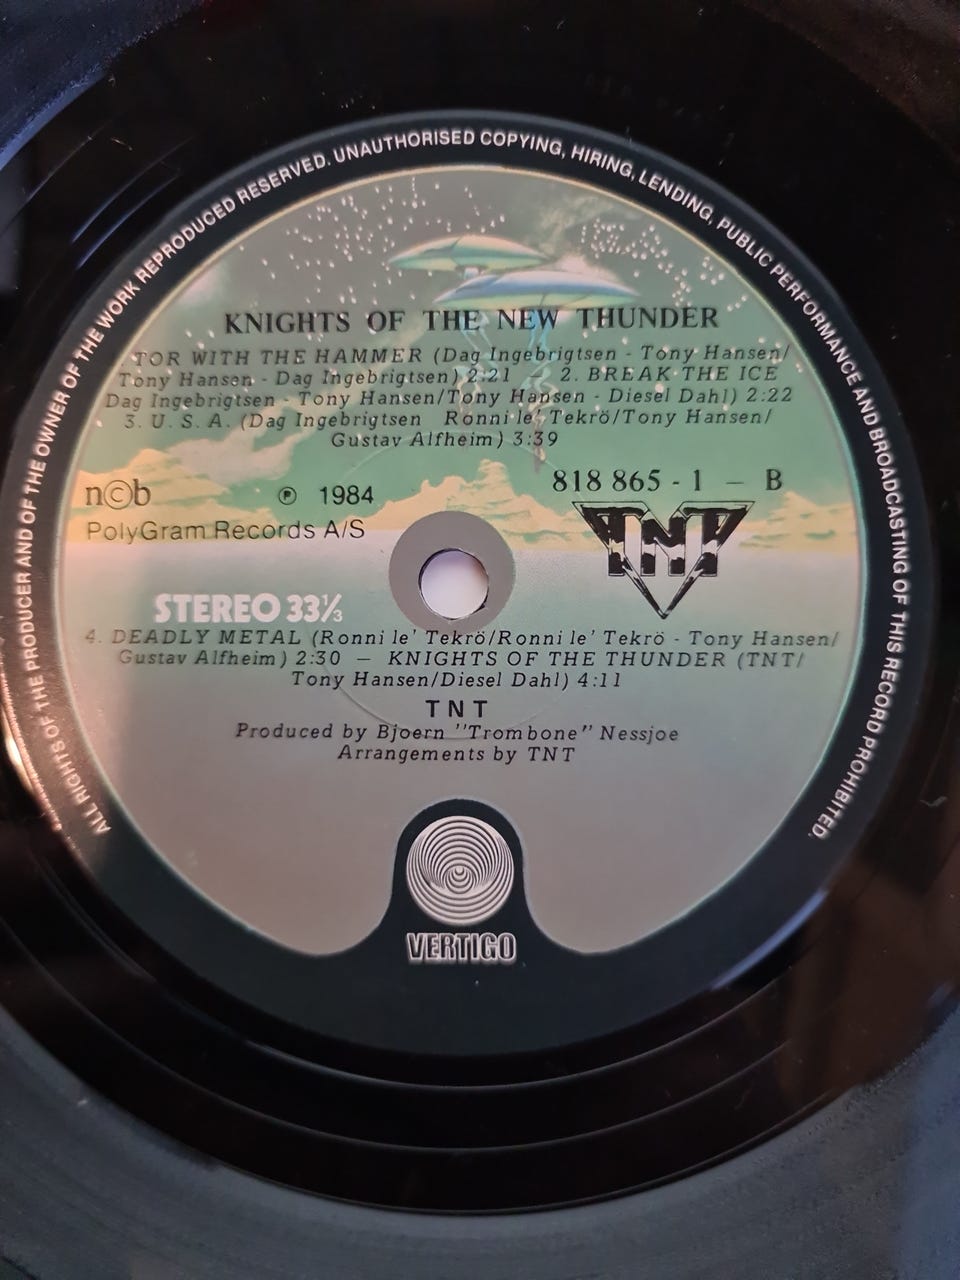 ALL RIGHTS OF THE PRODUCER AND OF THE OWNER OF THE WORK REPRODUCED RESERVED. UNAUTHORISED COPYING, HIRING, LENDING, PUBLIC PERFORMANCE AND BROADCASTING OF THIS RECORD PROHIBITED.
KNIGHTS OF THE NEW THUNDER
TOR WITH THE HAMMER (Dag Ingebrigtsen - Tony Hansen/
Tony Hansen - Dag Ingebrigtsen) 2:21 2. BREAK THE ICE
Dag Ingebrigtsen - Tony Hansen/Tony Hansen - Diesel Dahl) 2:22
3. U. S. A. (Dag Ingebrigtsen Ronni le' Tekrö/Tony Hansen/
Gustav Alfheim) 3:39
818 865 - 1 – B
n©b ℗ 1984
PolyGram Records A/S
TNT
STEREO 33⅓
4. DEADLY METAL (Ronni le' Tekrö/Ronni le' Tekrö - Tony Hansen/
Gustav Alfheim) 2:30 – KNIGHTS OF THE THUNDER (TNT/
Tony Hansen/Diesel Dahl) 4:11
TNT
Produced by Bjoern "Trombone" Nessjoe
Arrangements by TNT
VERTIGO